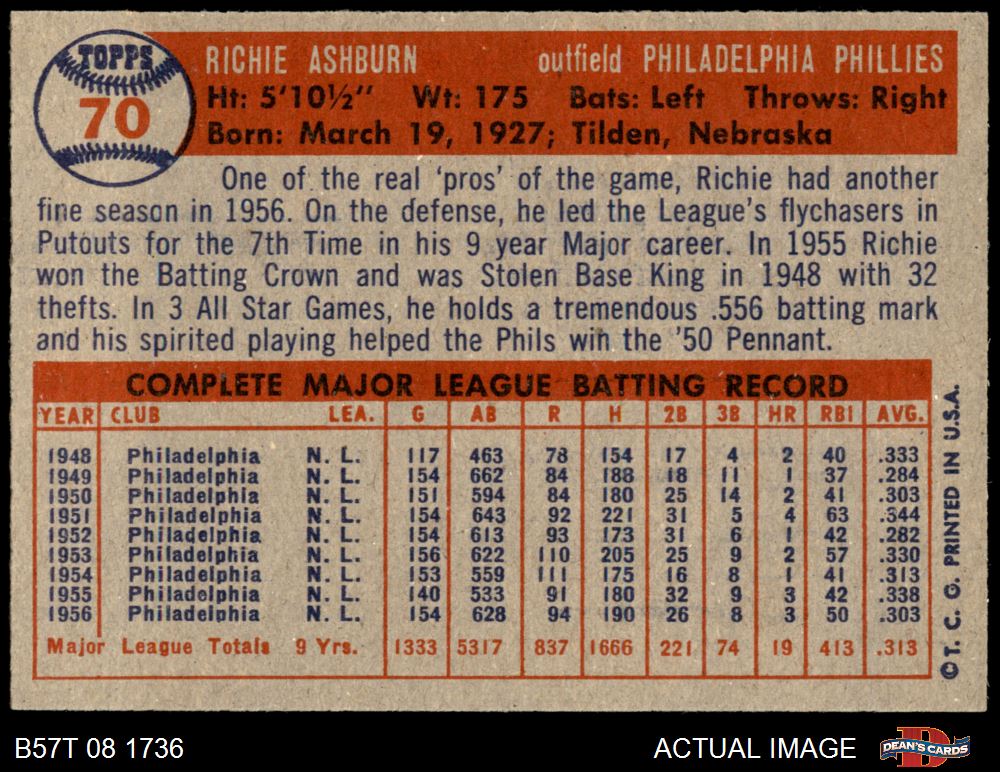 TOPPS
70
RICHIE ASHBURN outfield PHILADELPHIA PHILLIES
Ht: 5'10½" Wt: 175 Bats: Left Throws: Right
Born: March 19, 1927; Tilden, Nebraska
One of the real 'pros' of the game, Richie had another
fine season in 1956. On the defense, he led the League's flychasers in
Putouts for the 7th Time in his 9 year Major career. In 1955 Richie
won the Batting Crown and was Stolen Base King in 1948 with 32
thefts. In 3 All Star Games, he holds a tremendous .556 batting mark
and his spirited playing helped the Phils win the '50 Pennant.
COMPLETE MAJOR LEAGUE BATTING RECORD
YEAR CLUB LEA. G AB R H 2B 3B HR RBI AVG.
1948 Philadelphia N. L. 117 463 78 154 17 4 2 40 .333
1949 Philadelphia N. L. 154 662 84 188 18 11 1 37 .284
1950 Philadelphia N. L. 151 594 84 180 25 14 2 41 .303
1951 Philadelphia N. L. 154 643 92 221 31 5 4 63 .344
1952 Philadelphia N. L. 154 613 93 173 31 6 1 42 .282
1953 Philadelphia N. L. 156 622 110 205 25 9 2 57 .330
1954 Philadelphia N. L. 153 559 111 175 16 8 1 41 .313
1955 Philadelphia N. L. 140 533 91 180 32 9 3 42 .338
1956 Philadelphia N. L. 154 628 94 190 26 8 3 50 .303
Major League Totals 9 Yrs. 1333 5317 837 1666 221 74 19 413 .313
© T. C. G. PRINTED IN U.S.A.
B57T 08 1736 ACTUAL IMAGE DEAN'S CARDS